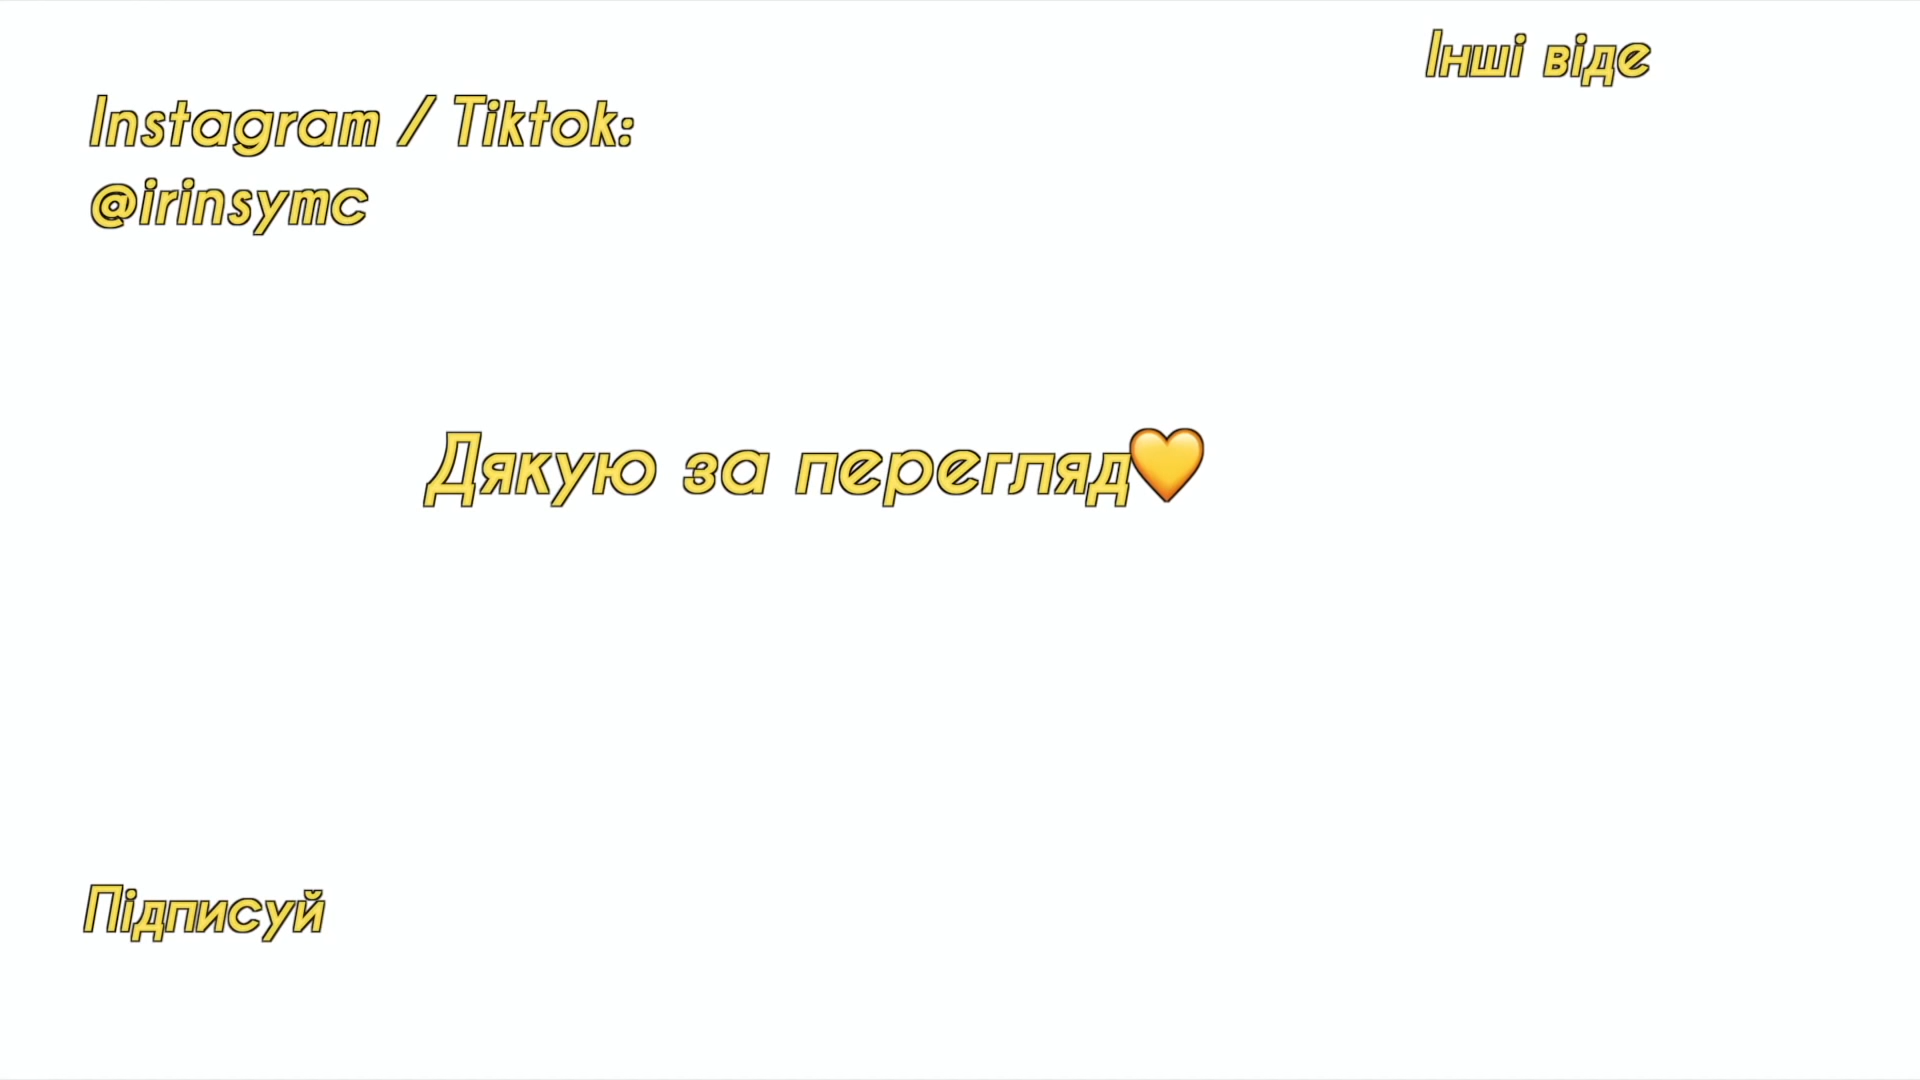 Інші віде
Instagram / Tiktok:
@irinsymc
Дякую за перегляд💛
Підписуй